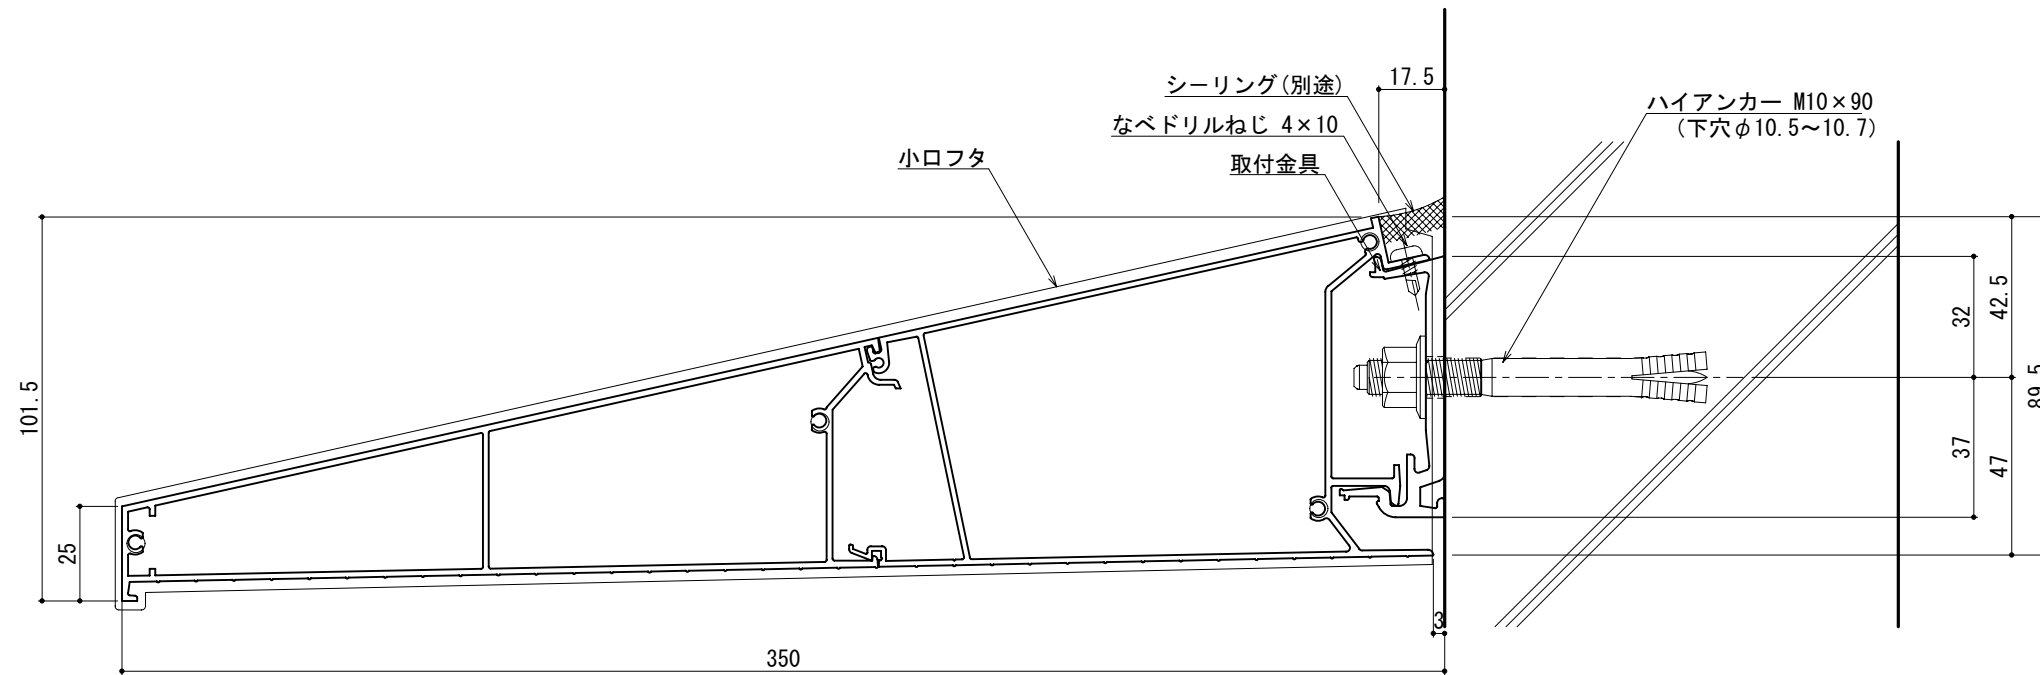 シーリング(別途)
17.5
ハイアンカー M10×90
(下穴φ10.5～10.7)
なべドリルねじ 4×10
小口フタ
取付金具
101.5
25
32
42.5
37
47
89.5
3
350